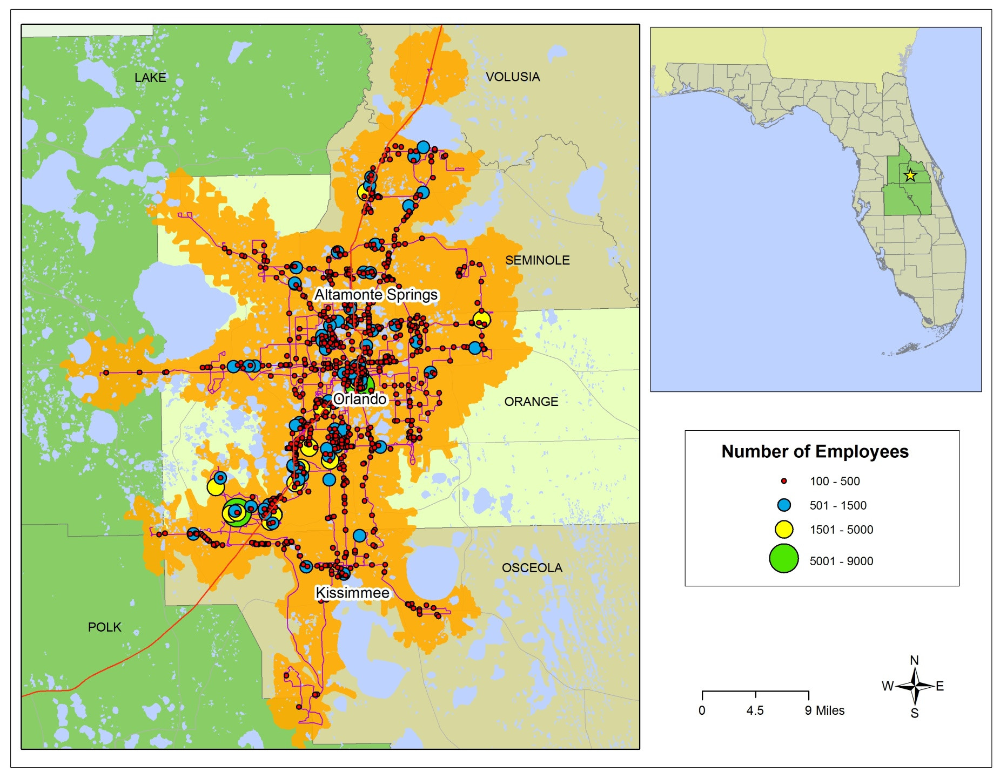 LAKE
VOLUSIA
SEMINOLE
Altamonte Springs
Orlando
ORANGE
OSCEOLA
Kissimmee
POLK
Number of Employees
100 - 500
501 - 1500
1501 - 5000
5001 - 9000
N
W E
S
0 4.5 9 Miles